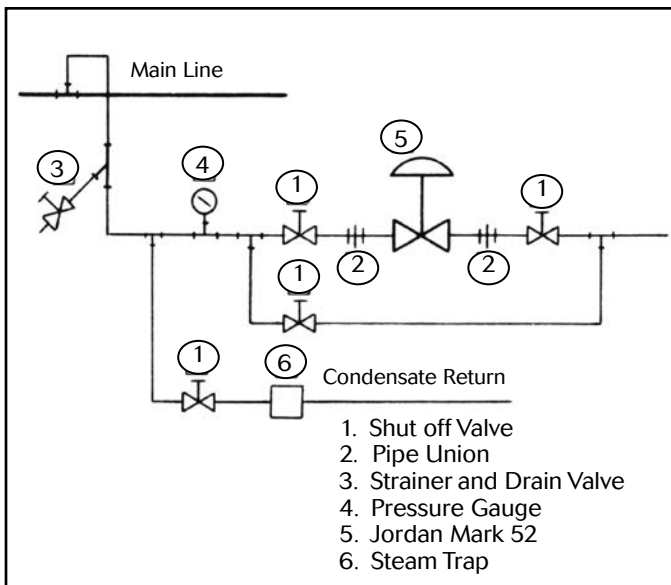 Main Line
5
3
4
1
1
2
2
1
1
6
Condensate Return
1. Shut off Valve
2. Pipe Union
3. Strainer and Drain Valve
4. Pressure Gauge
5. Jordan Mark 52
6. Steam Trap